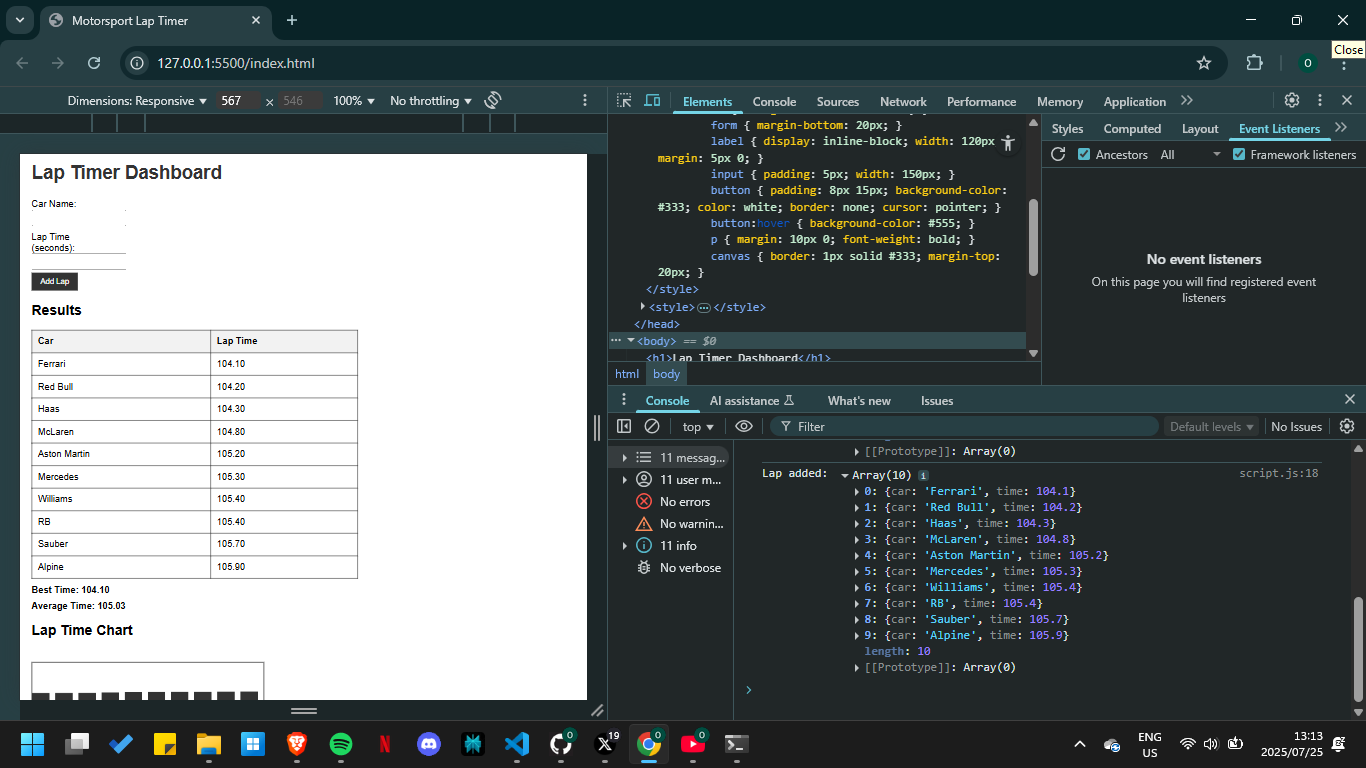 Motorsport Lap Timer
127.0.0.1:5500/index.html
O
Close
Dimensions: Responsive 567 × 546 100% No throttling
Lap Timer Dashboard
Car Name:
Lap Time
(seconds):
Add Lap
Results
Car Lap Time
Ferrari 104.10
Red Bull 104.20
Haas 104.30
McLaren 104.80
Aston Martin 105.20
Mercedes 105.30
Williams 105.40
RB 105.40
Sauber 105.70
Alpine 105.90
Best Time: 104.10
Average Time: 105.03
Lap Time Chart
Elements Console Sources Network Performance Memory Application
form { margin-bottom: 20px; }
label { display: inline-block; width: 120px
margin: 5px 0; }
input { padding: 5px; width: 150px; }
button { padding: 8px 15px; background-color:
#333; color: white; border: none; cursor: pointer; }
button:hover { background-color: #555; }
p { margin: 10px 0; font-weight: bold; }
canvas { border: 1px solid #333; margin-top:
20px; }
</style>
<style>⋯</style>
</head>
⋯ <body> == $0
<h1>Lap Timer Dashboard</h1>
html body
Styles Computed Layout Event Listeners
Ancestors All Framework listeners
No event listeners
On this page you will find registered event
listeners
Console AI assistance What's new Issues
top Filter Default levels No Issues
11 messag...
11 user m...
No errors
No warnin...
11 info
No verbose
[[Prototype]]: Array(0)
Lap added: Array(10) i script.js:18
0: {car: 'Ferrari', time: 104.1}
1: {car: 'Red Bull', time: 104.2}
2: {car: 'Haas', time: 104.3}
3: {car: 'McLaren', time: 104.8}
4: {car: 'Aston Martin', time: 105.2}
5: {car: 'Mercedes', time: 105.3}
6: {car: 'Williams', time: 105.4}
7: {car: 'RB', time: 105.4}
8: {car: 'Sauber', time: 105.7}
9: {car: 'Alpine', time: 105.9}
length: 10
[[Prototype]]: Array(0)
0 0 19 0 0
ENG
US
13:13
2025/07/25